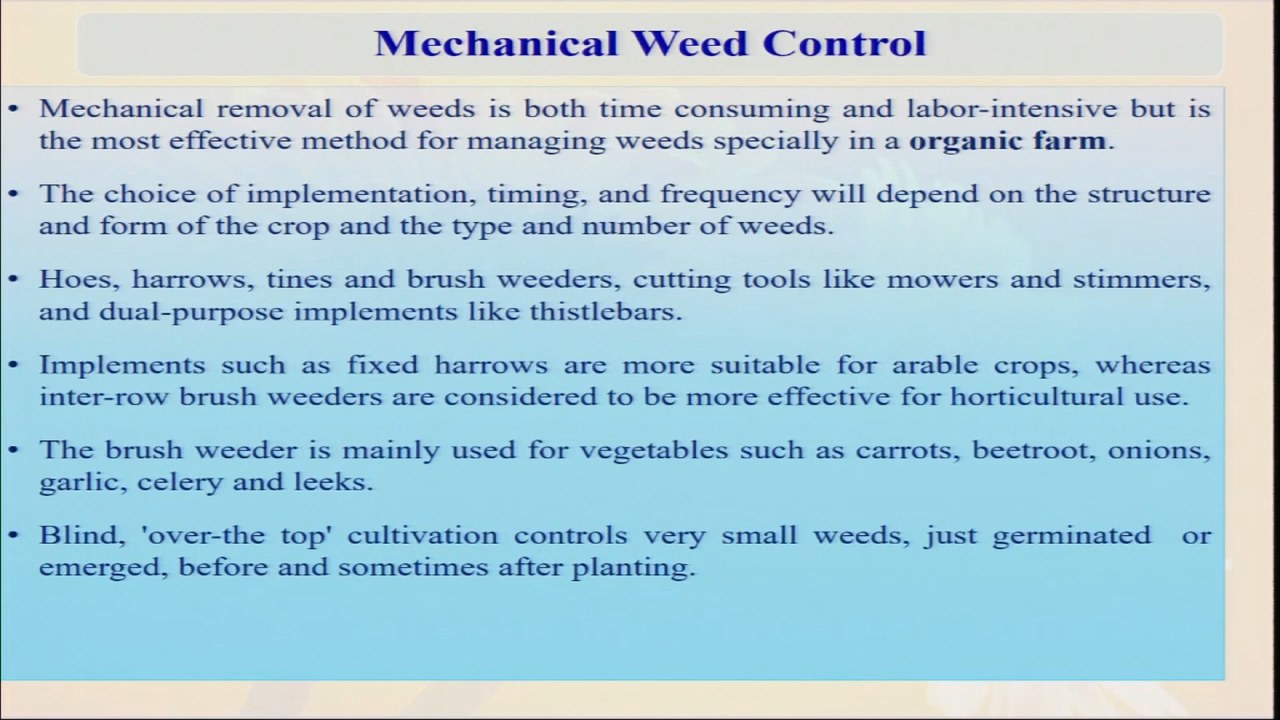 Mechanical Weed Control
• Mechanical removal of weeds is both time consuming and labor-intensive but is
the most effective method for managing weeds specially in a organic farm.
• The choice of implementation, timing, and frequency will depend on the structure
and form of the crop and the type and number of weeds.
• Hoes, harrows, tines and brush weeders, cutting tools like mowers and stimmers,
and dual-purpose implements like thistlebars.
• Implements such as fixed harrows are more suitable for arable crops, whereas
inter-row brush weeders are considered to be more effective for horticultural use.
• The brush weeder is mainly used for vegetables such as carrots, beetroot, onions,
garlic, celery and leeks.
• Blind, 'over-the top' cultivation controls very small weeds, just germinated or
emerged, before and sometimes after planting.